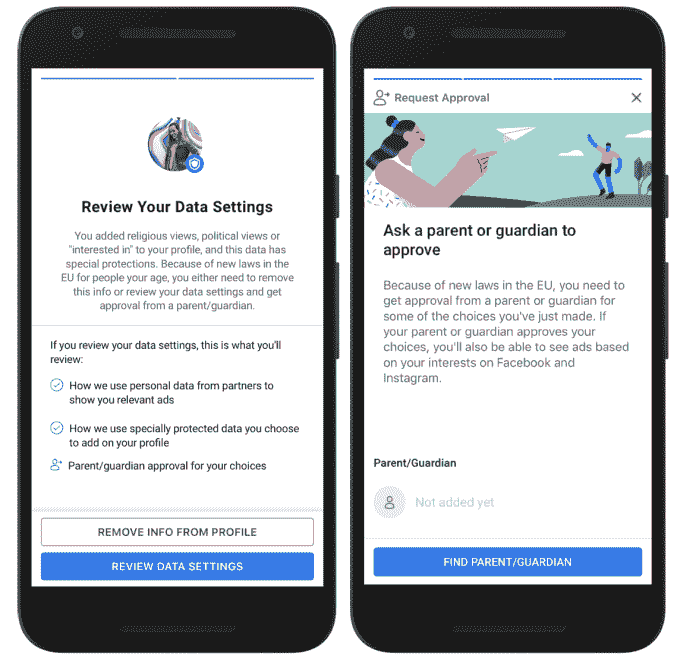 Review Your Data Settings
You added religious views, political views or
"interested in" to your profile, and this data has
special protections. Because of new laws in the
EU for people your age, you either need to remove
this info or review your data settings and get
approval from a parent/guardian.
If you review your data settings, this is what you'll
review:
How we use personal data from partners to
show you relevant ads
How we use specially protected data you choose
to add on your profile
Parent/guardian approval for your choices
REMOVE INFO FROM PROFILE
REVIEW DATA SETTINGS
Request Approval
Ask a parent or guardian to
approve
Because of new laws in the EU, you need to
get approval from a parent or guardian for
some of the choices you've just made. If
your parent or guardian approves your
choices, you'll also be able to see ads based
on your interests on Facebook and
Instagram.
Parent/Guardian
Not added yet
FIND PARENT/GUARDIAN